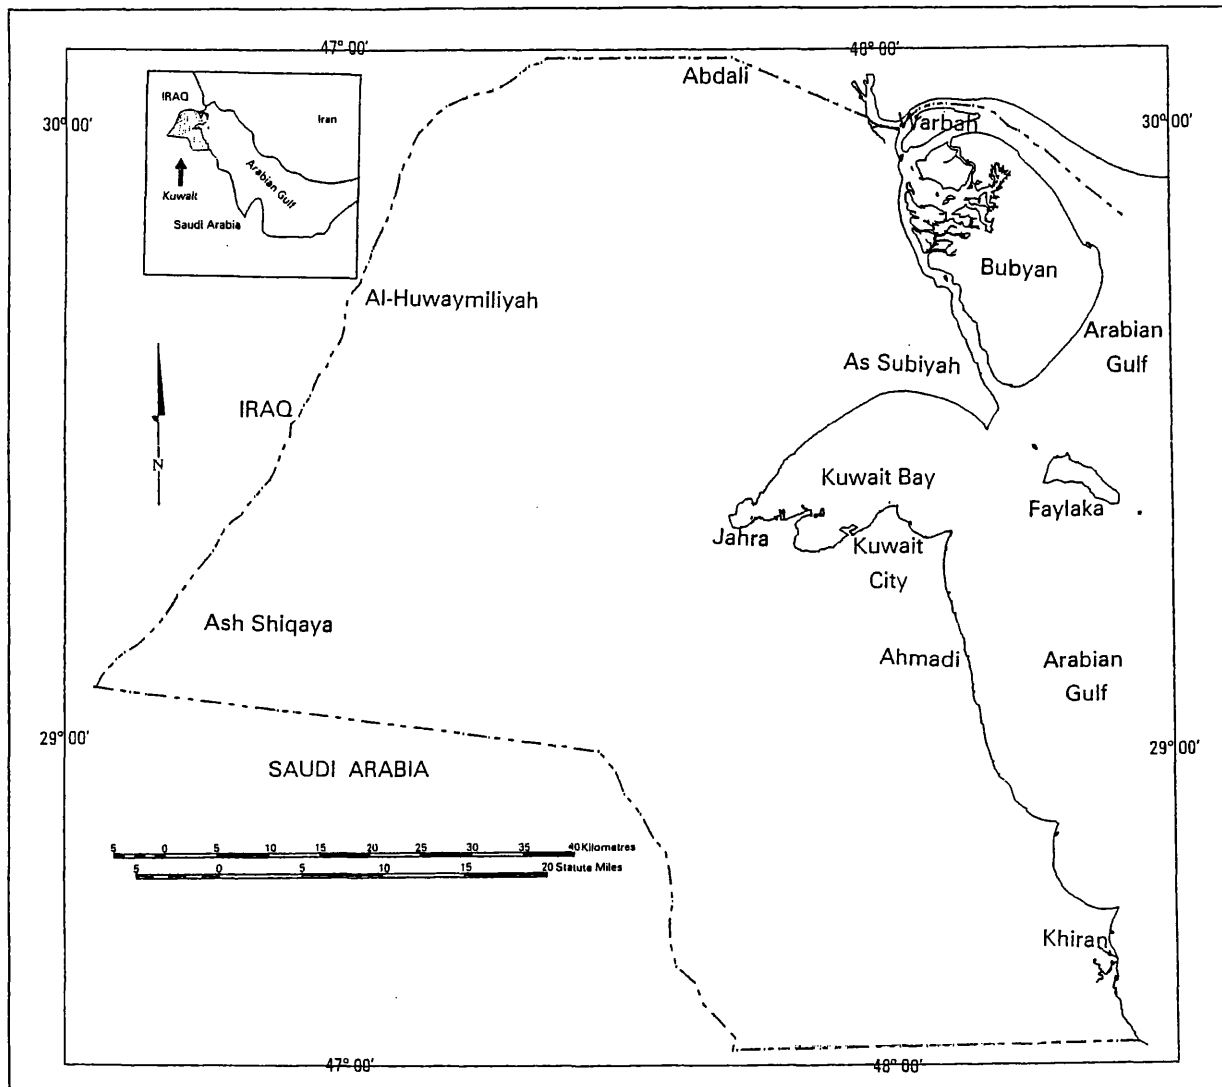 47° 00'
48° 00'
Abdali
IRAQ
Iran
30° 00'
Warbah
30° 00'
Arabian Gulf
Kuwait
Saudi Arabia
Bubyan
Al-Huwaymiliyah
Arabian
Gulf
As Subiyah
IRAQ
N
Kuwait Bay
Faylaka
Jahra
Kuwait
City
Ash Shiqaya
Ahmadi
Arabian
Gulf
29° 00'
29° 00'
SAUDI ARABIA
5 0 5 10 15 20 25 30 35 40 Kilometres
5 0 5 10 15 20 Statute Miles
Khiran
47° 00'
48° 00'